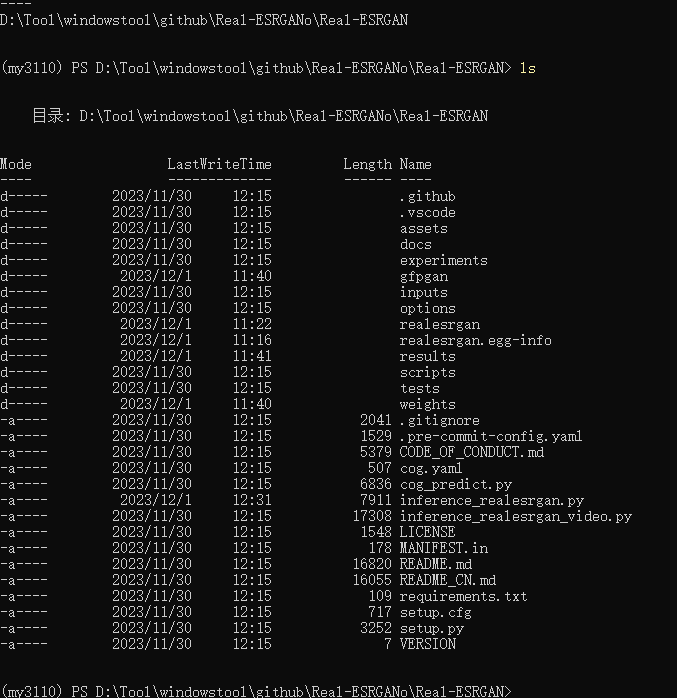 ----
D:\Tool\windowstool\github\Real-ESRGANo\Real-ESRGAN
(my3110) PS D:\Tool\windowstool\github\Real-ESRGANo\Real-ESRGAN> ls
目录: D:\Tool\windowstool\github\Real-ESRGANo\Real-ESRGAN
Mode LastWriteTime Length Name
---- ------------- ------ ----
d----- 2023/11/30 12:15 .github
d----- 2023/11/30 12:15 .vscode
d----- 2023/11/30 12:15 assets
d----- 2023/11/30 12:15 docs
d----- 2023/11/30 12:15 experiments
d----- 2023/12/1 11:40 gfpgan
d----- 2023/11/30 12:15 inputs
d----- 2023/11/30 12:15 options
d----- 2023/12/1 11:22 realesrgan
d----- 2023/12/1 11:16 realesrgan.egg-info
d----- 2023/12/1 11:41 results
d----- 2023/11/30 12:15 scripts
d----- 2023/11/30 12:15 tests
d----- 2023/12/1 11:40 weights
-a---- 2023/11/30 12:15 2041 .gitignore
-a---- 2023/11/30 12:15 1529 .pre-commit-config.yaml
-a---- 2023/11/30 12:15 5379 CODE_OF_CONDUCT.md
-a---- 2023/11/30 12:15 507 cog.yaml
-a---- 2023/11/30 12:15 6836 cog_predict.py
-a---- 2023/12/1 12:31 7911 inference_realesrgan.py
-a---- 2023/11/30 12:15 17308 inference_realesrgan_video.py
-a---- 2023/11/30 12:15 1548 LICENSE
-a---- 2023/11/30 12:15 178 MANIFEST.in
-a---- 2023/11/30 12:15 16820 README.md
-a---- 2023/11/30 12:15 16055 README_CN.md
-a---- 2023/11/30 12:15 109 requirements.txt
-a---- 2023/11/30 12:15 717 setup.cfg
-a---- 2023/11/30 12:15 3252 setup.py
-a---- 2023/11/30 12:15 7 VERSION
(my3110) PS D:\Tool\windowstool\github\Real-ESRGANo\Real-ESRGAN>